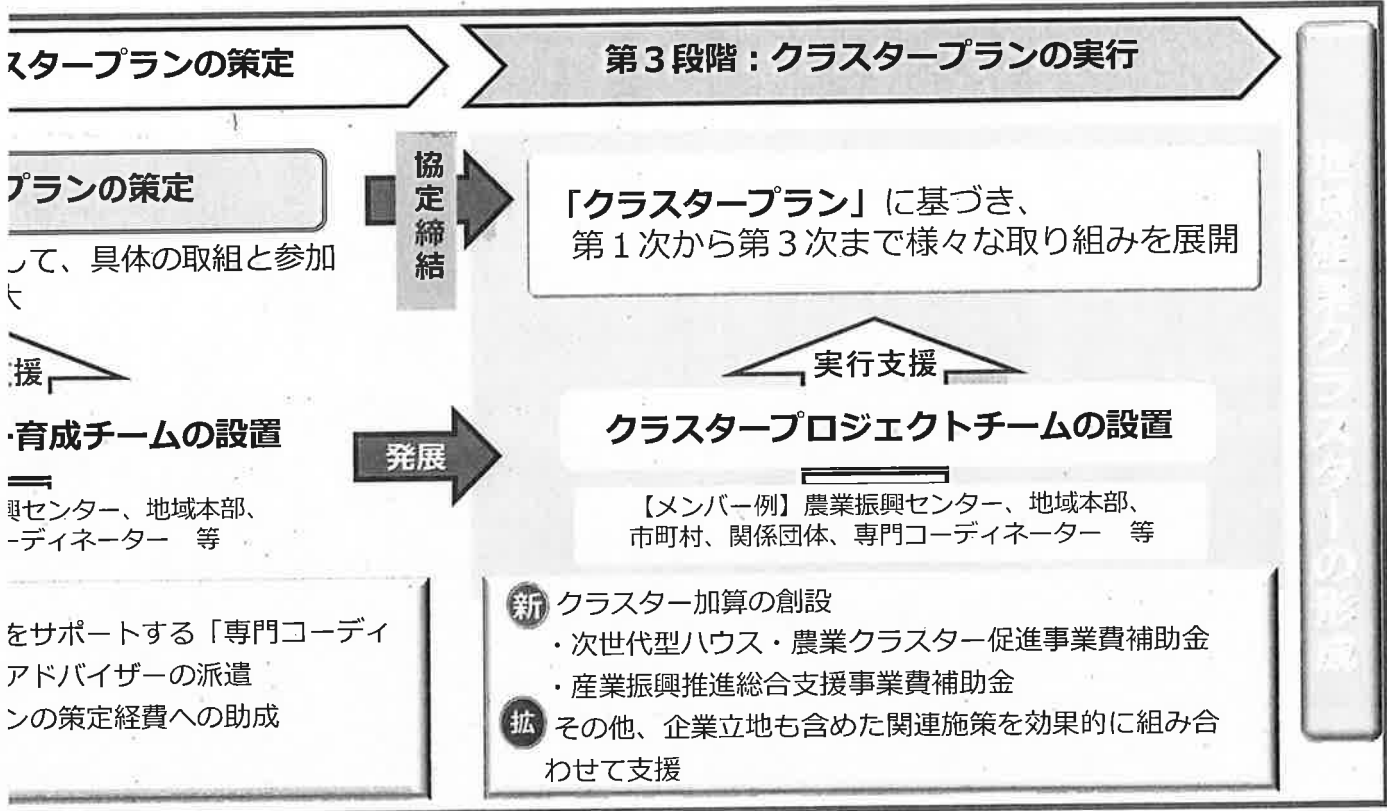 スタープランの策定
第３段階：クラスタープランの実行
プランの策定
して、具体の取組と参加
大
協定締結
「クラスタープラン」に基づき、
第１次から第３次まで様々な取り組みを展開
援
実行支援
育成チームの設置
発展
クラスタープロジェクトチームの設置
興センター、地域本部、
ーディネーター　等
【メンバー例】農業振興センター、地域本部、
市町村、関係団体、専門コーディネーター　等
をサポートする「専門コーディ
アドバイザーの派遣
ンの策定経費への助成
新 クラスター加算の創設
・次世代型ハウス・農業クラスター促進事業費補助金
・産業振興推進総合支援事業費補助金
拡 その他、企業立地も含めた関連施策を効果的に組み合
わせて支援
クラスターの形成